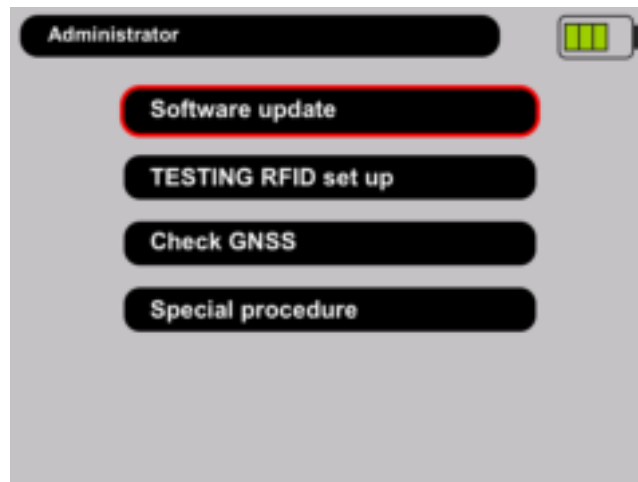 Administrator
Software update
TESTING RFID set up
Check GNSS
Special procedure